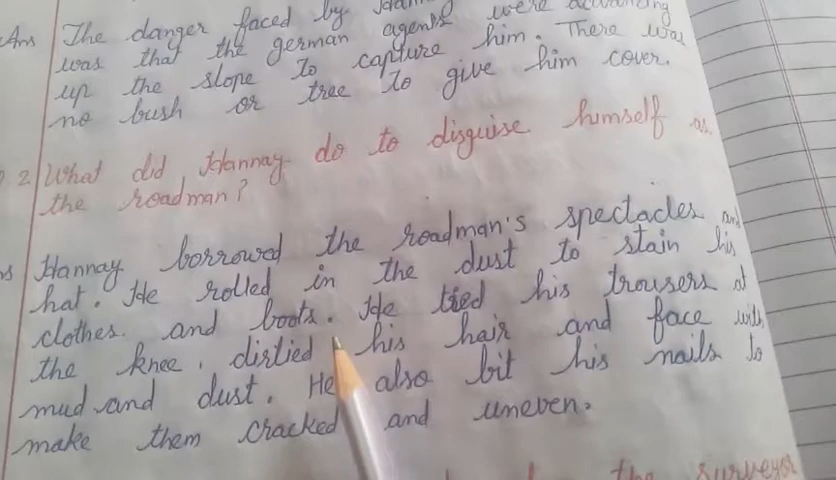 Ans The danger faced by were advancing
was that the german agents
up the slope to capture him. There was
no bush or tree to give him cover.
2. What did Hannay do to disguise himself as
the roadman?
Hannay borrowed the roadman's spectacles and
hat. He rolled in the dust to stain his
clothes and boots. He tied his trousers at
the knee, dirtied his hair and face with
mud and dust. He also bit his nails to
make them cracked and uneven.
the surveyor